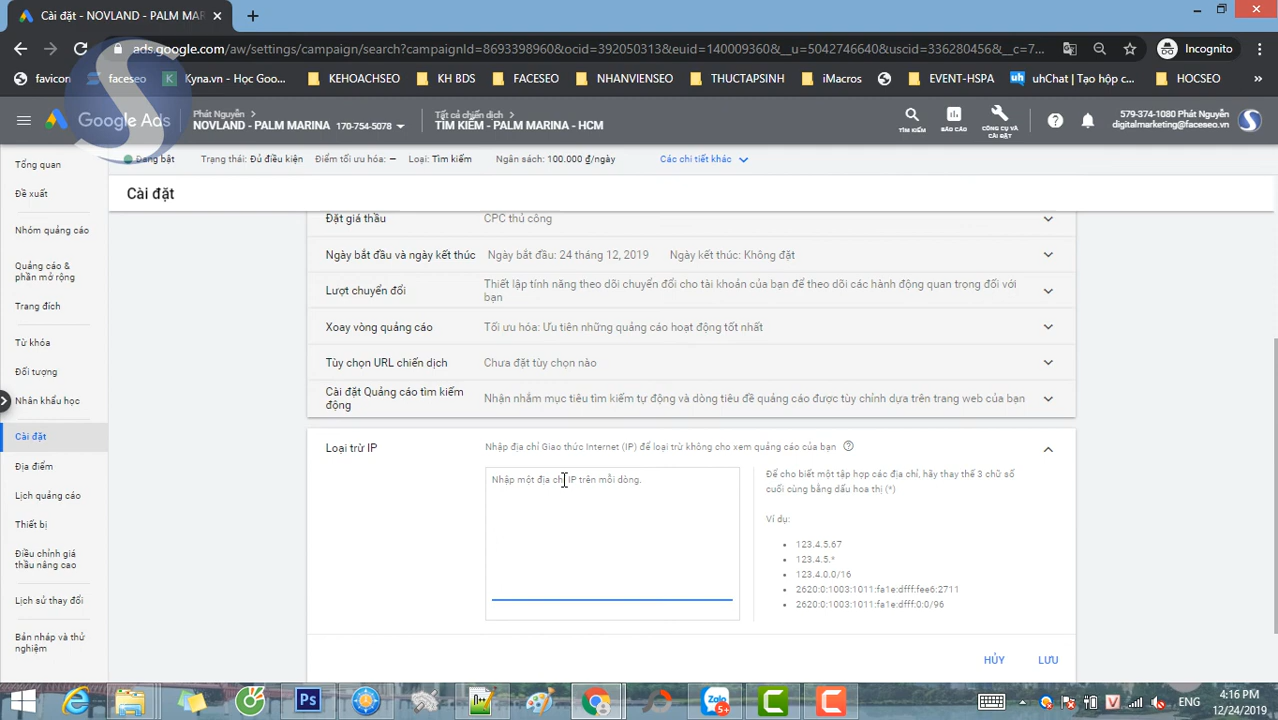 Cài đặt - NOVLAND - PALM MAR
ads.google.com/aw/settings/campaign/search?campaignId=8693398960&ocid=392050313&euid=1400093360&__u=5042746640&uscid=336280456&__c=7...
Incognito
favicon
faceseo
Kyna.vn - Học Goo...
KEHOACHSEO
KH BDS
FACESEO
NHANVIENSEO
THUCTAPSINH
iMacros
EVENT-HSPA
uhChat | Tạo hộp c...
HOCSEO
»
Google Ads
Phát Nguyễn
NOVLAND - PALM MARINA 170-754-5078
Tất cả chiến dịch
TÌM KIẾM - PALM MARINA - HCM
TÌM KIẾM
BÁO CÁO
CÔNG CỤ VÀ CÀI ĐẶT
579-374-1080 Phát Nguyễn
digitalmarketing@faceseo.vn
Đang bật
Trạng thái: Đủ điều kiện
Điểm tối ưu hóa: –
Loại: Tìm kiếm
Ngân sách: 100.000 ₫/ngày
Các chi tiết khác
Cài đặt
Tổng quan
Đề xuất
Nhóm quảng cáo
Quảng cáo &
phần mở rộng
Trang đích
Từ khóa
Đối tượng
Nhân khẩu học
Cài đặt
Địa điểm
Lịch quảng cáo
Thiết bị
Điều chỉnh giá
thầu nâng cao
Lịch sử thay đổi
Bản nháp và thử
nghiệm
Đặt giá thầu
CPC thủ công
Ngày bắt đầu và ngày kết thúc
Ngày bắt đầu: 24 tháng 12, 2019
Ngày kết thúc: Không đặt
Lượt chuyển đổi
Thiết lập tính năng theo dõi chuyển đổi cho tài khoản của bạn để theo dõi các hành động quan trọng đối với
bạn
Xoay vòng quảng cáo
Tối ưu hóa: Ưu tiên những quảng cáo hoạt động tốt nhất
Tùy chọn URL chiến dịch
Chưa đặt tùy chọn nào
Cài đặt Quảng cáo tìm kiếm
động
Nhận nhắm mục tiêu tìm kiếm tự động và dòng tiêu đề quảng cáo được tùy chỉnh dựa trên trang web của bạn
Loại trừ IP
Nhập địa chỉ Giao thức Internet (IP) để loại trừ không cho xem quảng cáo của bạn
Nhập một địa chỉ IP trên mỗi dòng.
Để cho biết một tập hợp các địa chỉ, hãy thay thế 3 chữ số
cuối cùng bằng dấu hoa thị (*)
Ví dụ:
123.4.5.67
123.4.5.*
123.4.0.0/16
2620:0:1003:1011:fa1e:dfff:fee6:2711
2620:0:1003:1011:fa1e:dfff:0:0/96
HỦY
LƯU
Ps
Zalo
5+
ENG
4:16 PM
12/24/2019